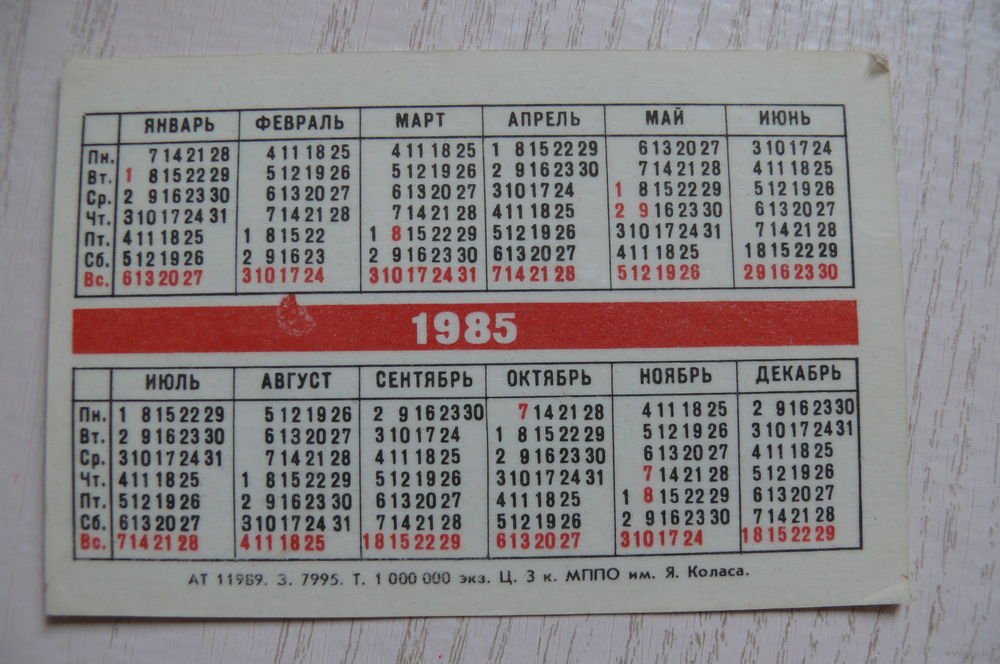 ЯНВАРЬ ФЕВРАЛЬ МАРТ АПРЕЛЬ МАЙ ИЮНЬ
Пн. 7 14 21 28 4 11 18 25 4 11 18 25 1 8 15 22 29 6 13 20 27 3 10 17 24
Вт. 1 8 15 22 29 5 12 19 26 5 12 19 26 2 9 16 23 30 7 14 21 28 4 11 18 25
Ср. 2 9 16 23 30 6 13 20 27 6 13 20 27 3 10 17 24 1 8 15 22 29 5 12 19 26
Чт. 3 10 17 24 31 7 14 21 28 7 14 21 28 4 11 18 25 2 9 16 23 30 6 13 20 27
Пт. 4 11 18 25 1 8 15 22 1 8 15 22 29 5 12 19 26 3 10 17 24 31 7 14 21 28
Сб. 5 12 19 26 2 9 16 23 2 9 16 23 30 6 13 20 27 4 11 18 25 1 8 15 22 29
Вс. 6 13 20 27 3 10 17 24 3 10 17 24 31 7 14 21 28 5 12 19 26 2 9 16 23 30
1985
ИЮЛЬ АВГУСТ СЕНТЯБРЬ ОКТЯБРЬ НОЯБРЬ ДЕКАБРЬ
Пн. 1 8 15 22 29 5 12 19 26 2 9 16 23 30 7 14 21 28 4 11 18 25 2 9 16 23 30
Вт. 2 9 16 23 30 6 13 20 27 3 10 17 24 1 8 15 22 29 5 12 19 26 3 10 17 24 31
Ср. 3 10 17 24 31 7 14 21 28 4 11 18 25 2 9 16 23 30 6 13 20 27 4 11 18 25
Чт. 4 11 18 25 1 8 15 22 29 5 12 19 26 3 10 17 24 31 7 14 21 28 5 12 19 26
Пт. 5 12 19 26 2 9 16 23 30 6 13 20 27 4 11 18 25 1 8 15 22 29 6 13 20 27
Сб. 6 13 20 27 3 10 17 24 31 7 14 21 28 5 12 19 26 2 9 16 23 30 7 14 21 28
Вс. 7 14 21 28 4 11 18 25 1 8 15 22 29 6 13 20 27 3 10 17 24 1 8 15 22 29
АТ 11989. З. 7995. Т. 1 000 000 экз. Ц. 3 к. МППО им. Я. Коласа.